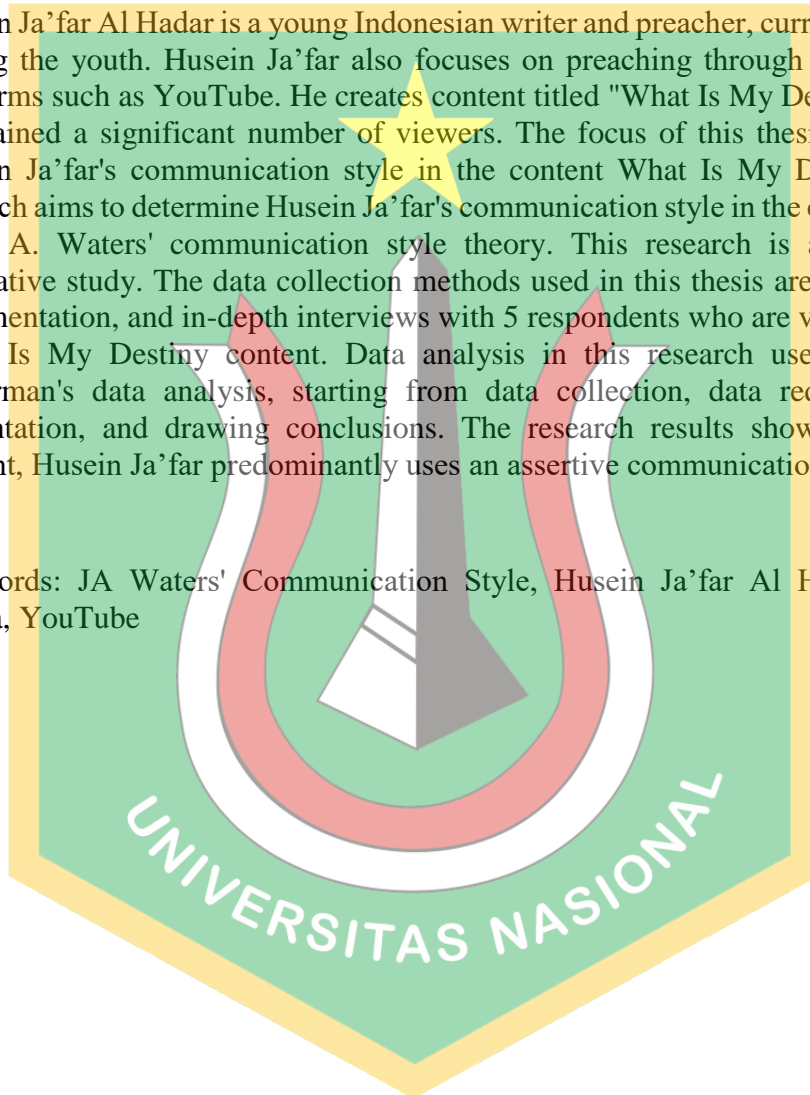 n Ja’far Al Hadar is a young Indonesian writer and preacher, curr
g the youth. Husein Ja’far also focuses on preaching through
rms such as YouTube. He creates content titled "What Is My De
ained a significant number of viewers. The focus of this thesi
n Ja’far's communication style in the content What Is My D
ch aims to determine Husein Ja’far's communication style in the
A. Waters' communication style theory. This research is a
ative study. The data collection methods used in this thesis are
mentation, and in-depth interviews with 5 respondents who are v
Is My Destiny content. Data analysis in this research use
rman's data analysis, starting from data collection, data red
ntation, and drawing conclusions. The research results show
nt, Husein Ja’far predominantly uses an assertive communicatio
ords: JA Waters' Communication Style, Husein Ja’far Al H
, YouTube
UNIVERSITAS NASIONAL